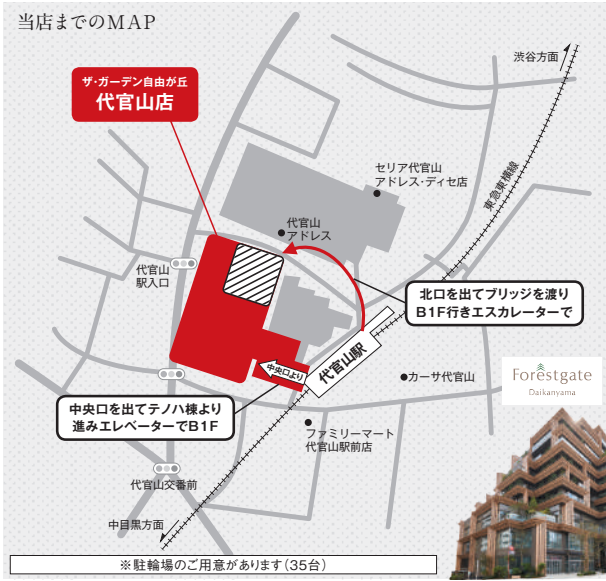 当店までのMAP
渋谷方面
ザ・ガーデン自由が丘
代官山店
セリア代官山
アドレス・ディセ店
東急東横線
代官山
アドレス
代官山
駅入口
北口を出てブリッジを渡り
B1F行きエスカレーターで
代官山駅
中央口より
カーサ代官山
Forestgate
Daikanyama
中央口を出てテノハ棟より
進みエレベーターでB1F
ファミリーマート
代官山駅前店
代官山交番前
中目黒方面
※駐輪場のご用意があります(35台)